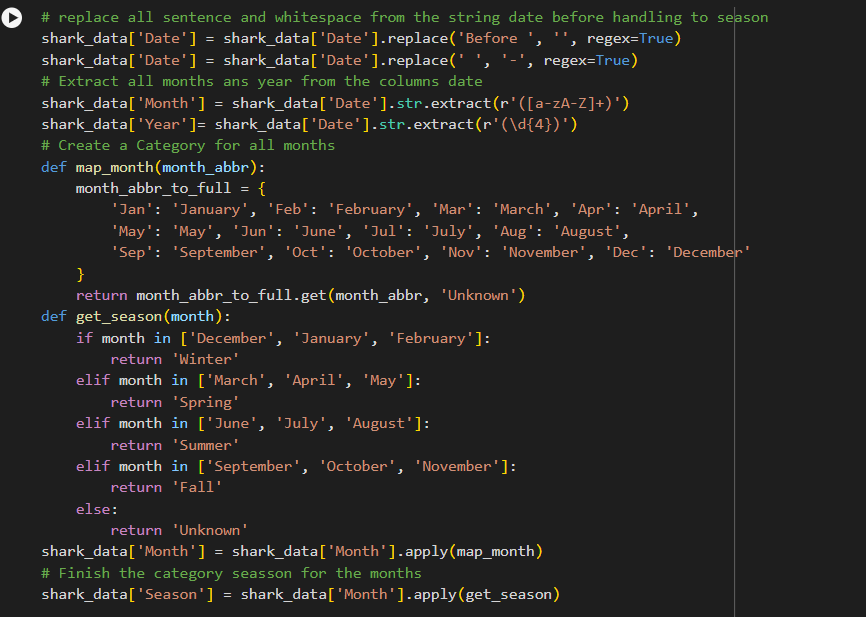 # replace all sentence and whitespace from the string date before handling to season
shark_data['Date'] = shark_data['Date'].replace('Before ', '', regex=True)
shark_data['Date'] = shark_data['Date'].replace(' ', '-', regex=True)
# Extract all months ans year from the columns date
shark_data['Month'] = shark_data['Date'].str.extract(r'([a-zA-Z]+)')
shark_data['Year']= shark_data['Date'].str.extract(r'(\d{4})')
# Create a Category for all months
def map_month(month_abbr):
    month_abbr_to_full = {
        'Jan': 'January', 'Feb': 'February', 'Mar': 'March', 'Apr': 'April',
        'May': 'May', 'Jun': 'June', 'Jul': 'July', 'Aug': 'August',
        'Sep': 'September', 'Oct': 'October', 'Nov': 'November', 'Dec': 'December'
    }
    return month_abbr_to_full.get(month_abbr, 'Unknown')
def get_season(month):
    if month in ['December', 'January', 'February']:
        return 'Winter'
    elif month in ['March', 'April', 'May']:
        return 'Spring'
    elif month in ['June', 'July', 'August']:
        return 'Summer'
    elif month in ['September', 'October', 'November']:
        return 'Fall'
    else:
        return 'Unknown'
shark_data['Month'] = shark_data['Month'].apply(map_month)
# Finish the category seasson for the months
shark_data['Season'] = shark_data['Month'].apply(get_season)